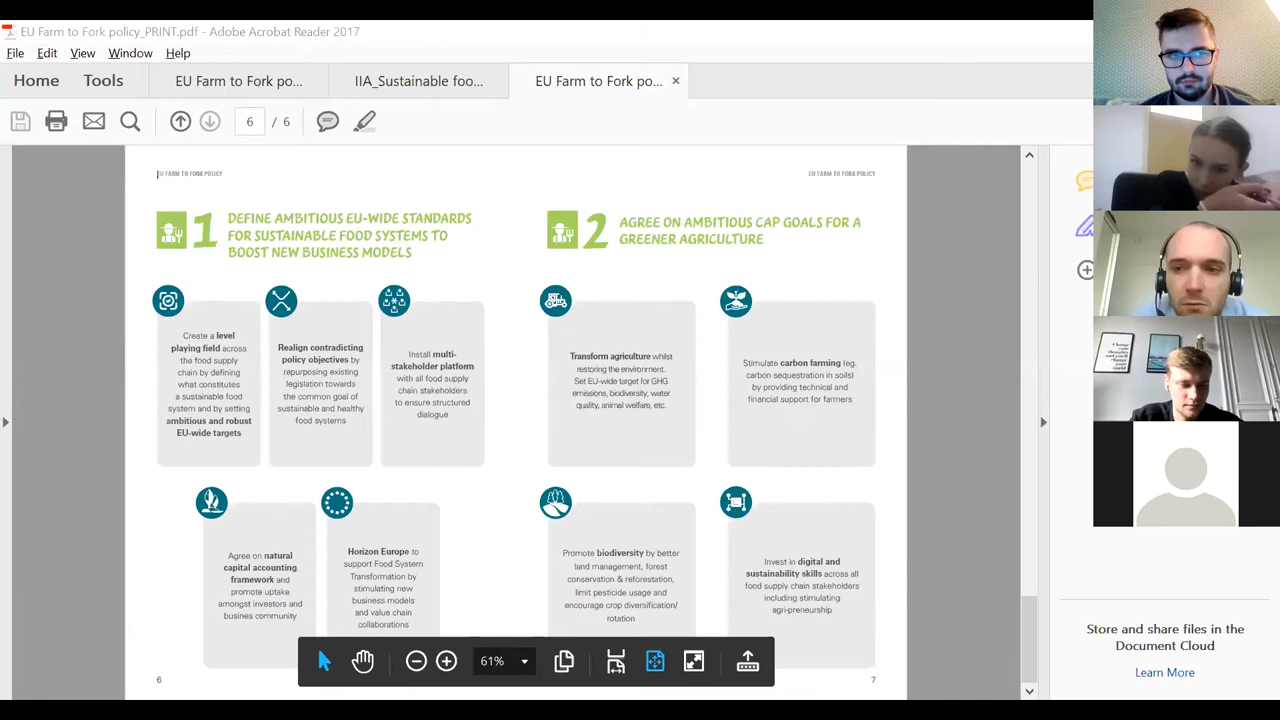 EU Farm to Fork policy_PRINT.pdf - Adobe Acrobat Reader 2017
File Edit View Window Help
Home Tools EU Farm to Fork po... IIA_Sustainable foo... EU Farm to Fork po... ×
6 / 6
EU FARM TO FORK POLICY
EU FARM TO FORK POLICY
1
DEFINE AMBITIOUS EU-WIDE STANDARDS
FOR SUSTAINABLE FOOD SYSTEMS TO
BOOST NEW BUSINESS MODELS
Create a level
playing field across
the food supply
chain by defining
what constitutes
a sustainable food
system and by setting
ambitious and robust
EU-wide targets
Realign contradicting
policy objectives by
repurposing existing
legislation towards
the common goal of
sustainable and healthy
food systems
Install multi-
stakeholder platform
with all food supply
chain stakeholders
to ensure structured
dialogue
Agree on natural
capital accounting
framework and
promote uptake
amongst investors and
busines community
Horizon Europe to
support Food System
Transformation by
stimulating new
business models
and value chain
collaborations
6
2
AGREE ON AMBITIOUS CAP GOALS FOR A
GREENER AGRICULTURE
Transform agriculture whilst
restoring the environment.
Set EU-wide target for GHG
emissions, biodiversity, water
quality, animal welfare, etc.
Stimulate carbon farming (eg.
carbon sequestration in soils)
by providing technical and
financial support for farmers
Promote biodiversity by better
land management, forest
conservation & reforestation,
limit pesticide usage and
encourage crop diversification/
rotation
Invest in digital and
sustainability skills across all
food supply chain stakeholders
including stimulating
agri-preneurship
7
61%
Store and share files in the
Document Cloud
Learn More